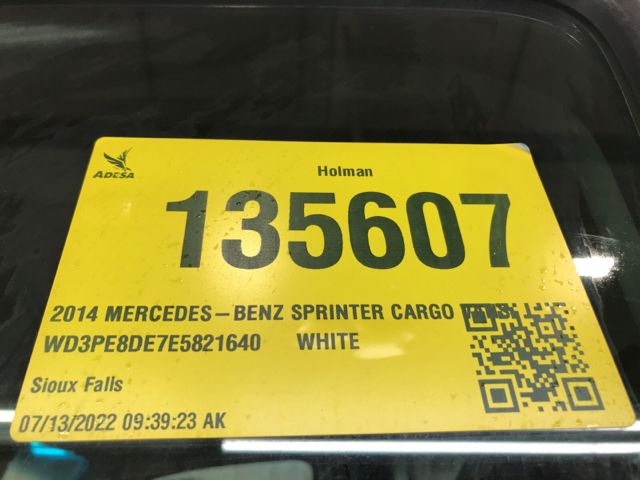 ADESA
Holman
135607
2014 MERCEDES-BENZ SPRINTER CARGO
WD3PE8DE7E5821640 WHITE
Sioux Falls
07/13/2022 09:39:23 AK